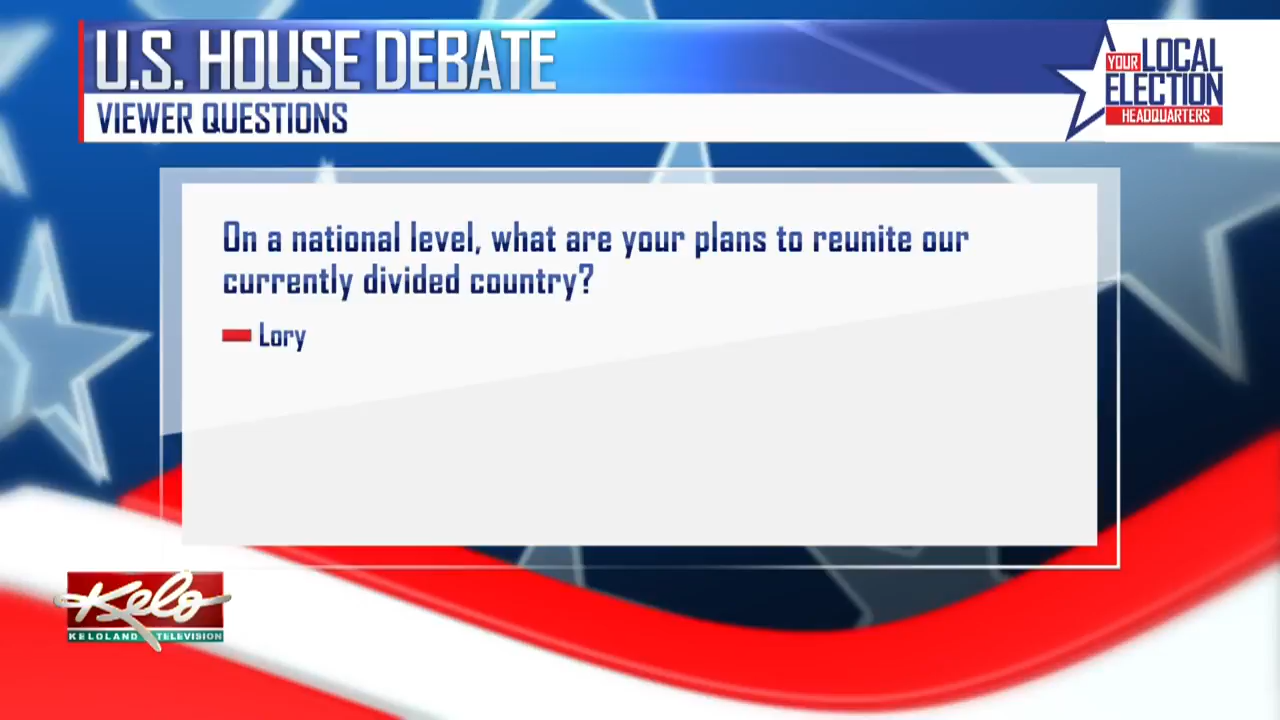 U.S. HOUSE DEBATE
VIEWER QUESTIONS
YOUR LOCAL
ELECTION
HEADQUARTERS
On a national level, what are your plans to reunite our
currently divided country?
Lory
Kelo
KELOLAND TELEVISION